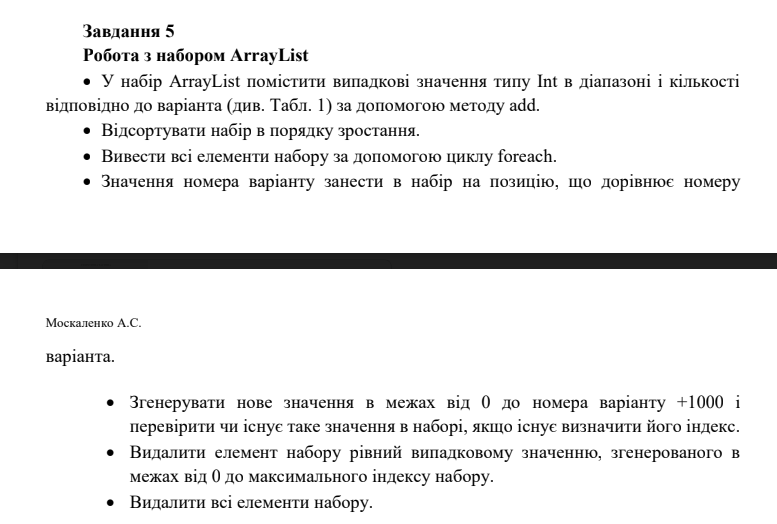 Завдання 5
Робота з набором ArrayList
• У набір ArrayList помістити випадкові значення типу Int в діапазоні і кількості
відповідно до варіанта (див. Табл. 1) за допомогою методу add.
• Відсортувати набір в порядку зростання.
• Вивести всі елементи набору за допомогою циклу foreach.
• Значення номера варіанту занести в набір на позицію, що дорівнює номеру
Москаленко А.С.
варіанта.
• Згенерувати нове значення в межах від 0 до номера варіанту +1000 і
перевірити чи існує таке значення в наборі, якщо існує визначити його індекс.
• Видалити елемент набору рівний випадковому значенню, згенерованого в
межах від 0 до максимального індексу набору.
• Видалити всі елементи набору.